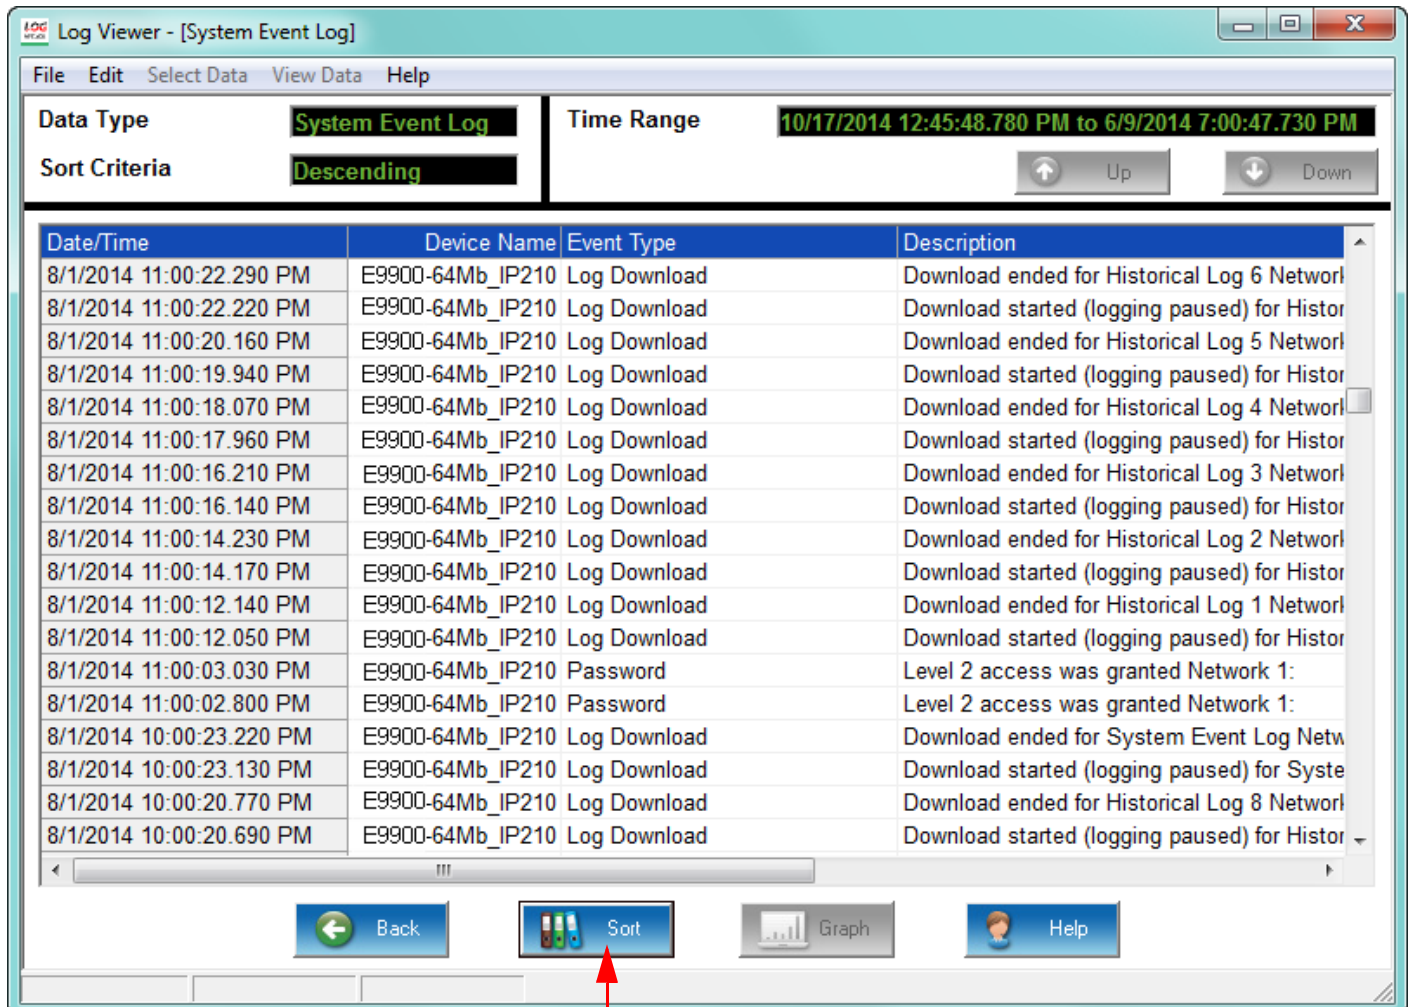 Log Viewer - [System Event Log]
File Edit Select Data View Data Help
Data Type System Event Log Time Range 10/17/2014 12:45:48.780 PM to 6/9/2014 7:00:47.730 PM
Sort Criteria Descending Up Down
Date/Time Device Name Event Type Description
8/1/2014 11:00:22.290 PM E9900-64Mb_IP210 Log Download Download ended for Historical Log 6 Network
8/1/2014 11:00:22.220 PM E9900-64Mb_IP210 Log Download Download started (logging paused) for Histor
8/1/2014 11:00:20.160 PM E9900-64Mb_IP210 Log Download Download ended for Historical Log 5 Network
8/1/2014 11:00:19.940 PM E9900-64Mb_IP210 Log Download Download started (logging paused) for Histor
8/1/2014 11:00:18.070 PM E9900-64Mb_IP210 Log Download Download ended for Historical Log 4 Network
8/1/2014 11:00:17.960 PM E9900-64Mb_IP210 Log Download Download started (logging paused) for Histor
8/1/2014 11:00:16.210 PM E9900-64Mb_IP210 Log Download Download ended for Historical Log 3 Network
8/1/2014 11:00:16.140 PM E9900-64Mb_IP210 Log Download Download started (logging paused) for Histor
8/1/2014 11:00:14.230 PM E9900-64Mb_IP210 Log Download Download ended for Historical Log 2 Network
8/1/2014 11:00:14.170 PM E9900-64Mb_IP210 Log Download Download started (logging paused) for Histor
8/1/2014 11:00:12.140 PM E9900-64Mb_IP210 Log Download Download ended for Historical Log 1 Network
8/1/2014 11:00:12.050 PM E9900-64Mb_IP210 Log Download Download started (logging paused) for Histor
8/1/2014 11:00:03.030 PM E9900-64Mb_IP210 Password Level 2 access was granted Network 1:
8/1/2014 11:00:02.800 PM E9900-64Mb_IP210 Password Level 2 access was granted Network 1:
8/1/2014 10:00:23.220 PM E9900-64Mb_IP210 Log Download Download ended for System Event Log Netw
8/1/2014 10:00:23.130 PM E9900-64Mb_IP210 Log Download Download started (logging paused) for Syste
8/1/2014 10:00:20.770 PM E9900-64Mb_IP210 Log Download Download ended for Historical Log 8 Network
8/1/2014 10:00:20.690 PM E9900-64Mb_IP210 Log Download Download started (logging paused) for Histor
Back Sort Graph Help